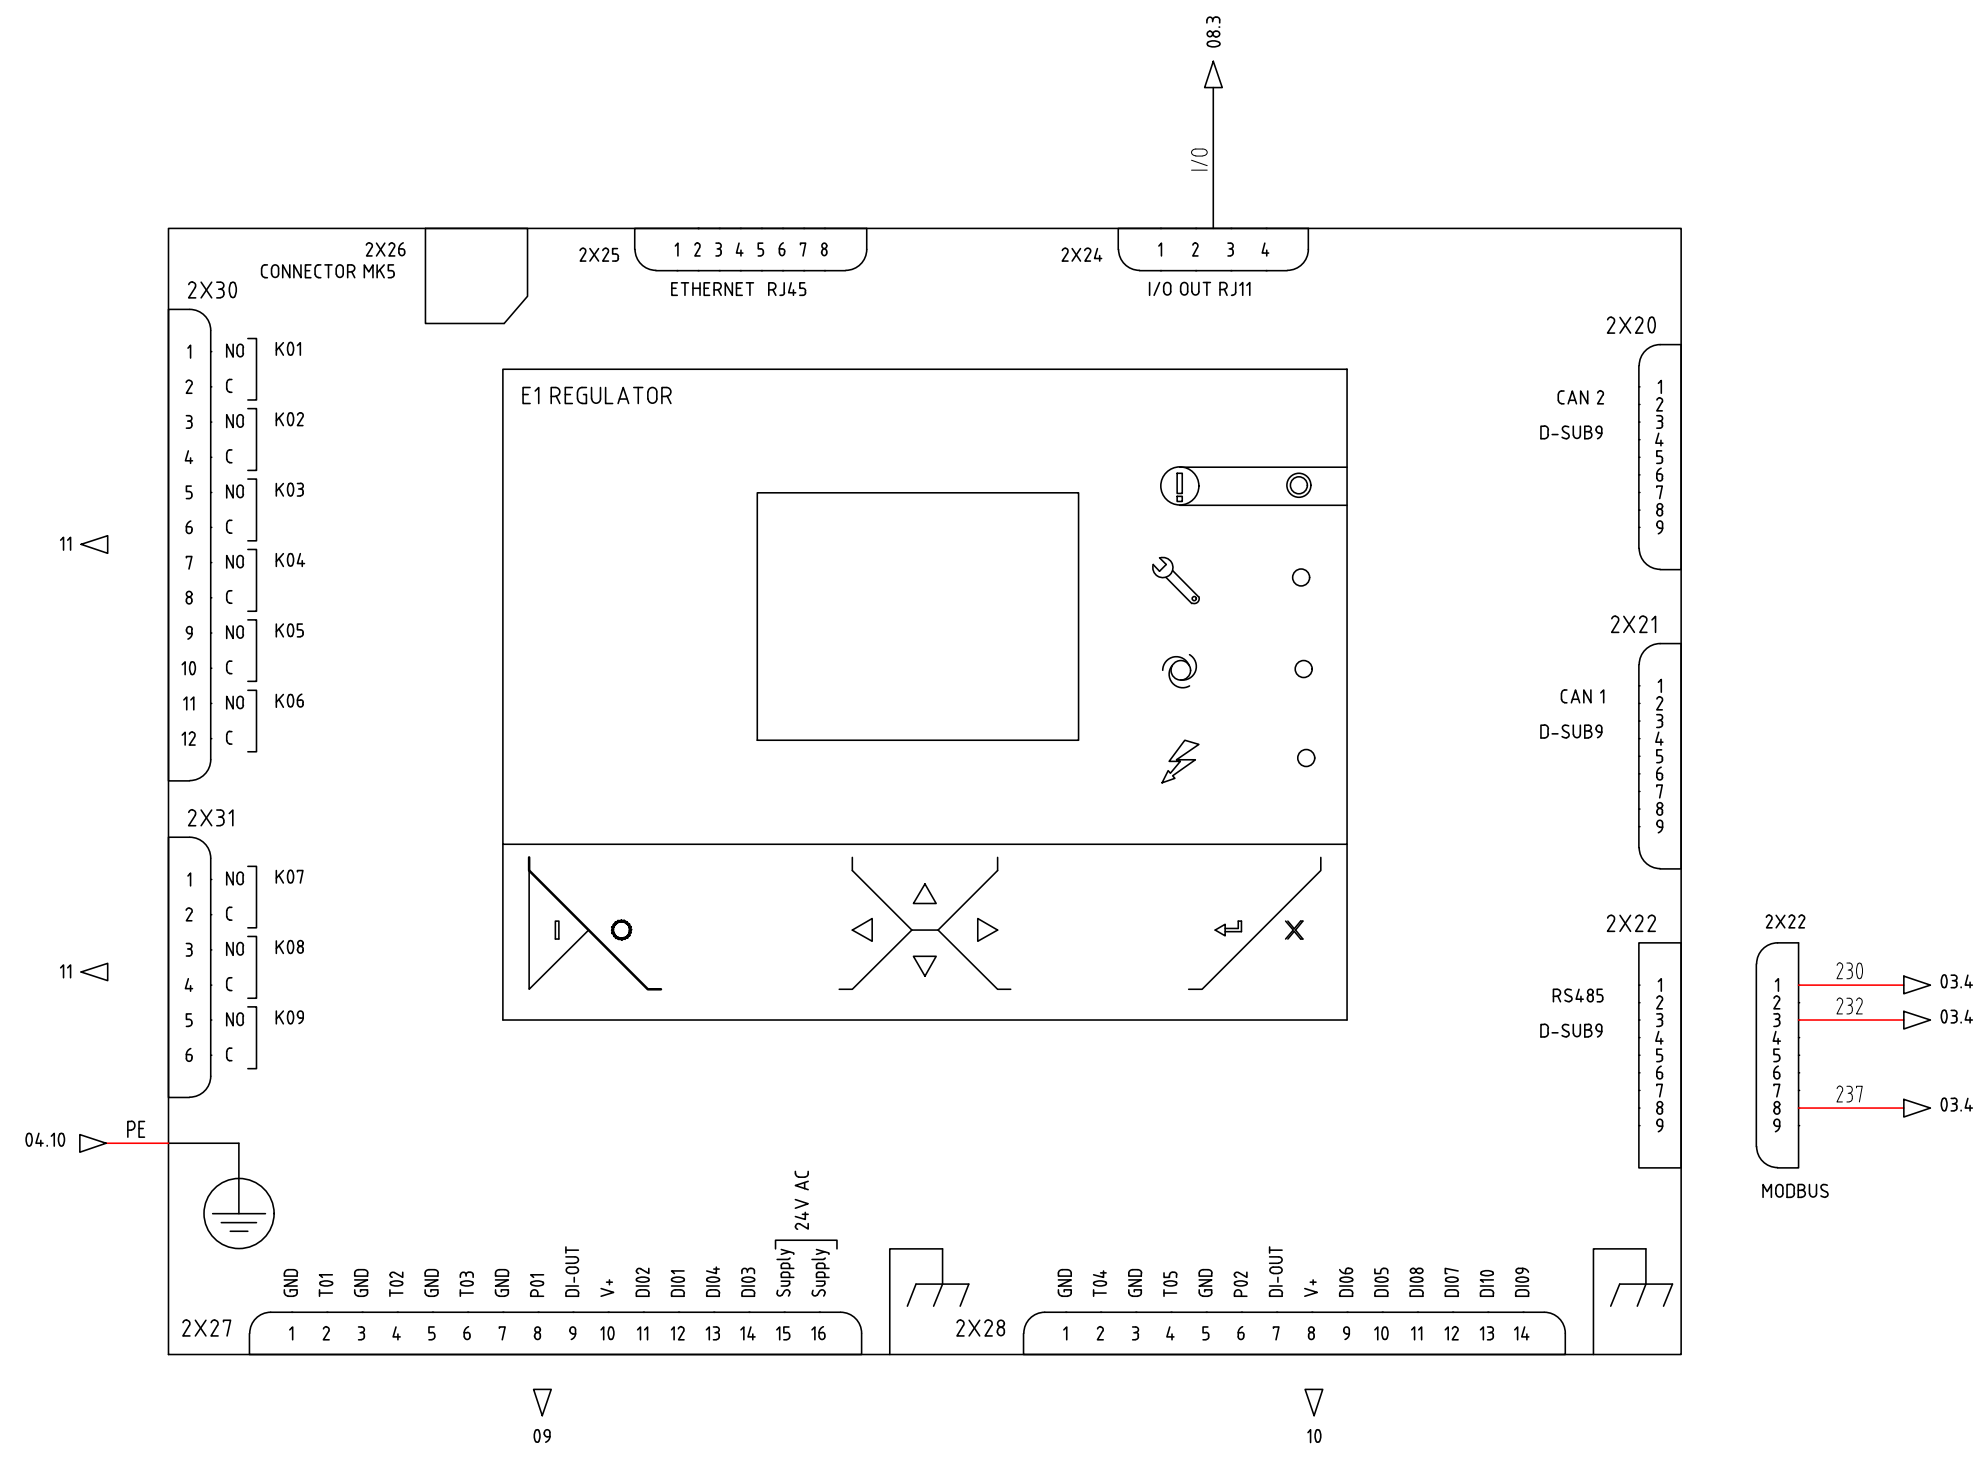 08.3
I/O
2X26
CONNECTOR MK5
2X25
1 2 3 4 5 6 7 8
ETHERNET RJ45
2X24
1 2 3 4
I/O OUT RJ11
2X30
1 NO K01
2 C
3 NO K02
4 C
5 NO K03
6 C
7 NO K04
8 C
9 NO K05
10 C
11 NO K06
12 C
11
2X31
1 NO K07
2 C
3 NO K08
4 C
5 NO K09
6 C
11
04.10
PE
E1 REGULATOR
2X20
CAN 2
D-SUB9
1
2
3
4
5
6
7
8
9
2X21
CAN 1
D-SUB9
1
2
3
4
5
6
7
8
9
2X22
RS485
D-SUB9
1
2
3
4
5
6
7
8
9
2X22
1
2
3
4
5
6
7
8
9
230 03.4
232 03.4
237 03.4
MODBUS
24V AC
GND T01 GND T02 GND T03 GND P01 DI-OUT V+ DI02 DI01 DI04 DI03 Supply Supply
2X27
1 2 3 4 5 6 7 8 9 10 11 12 13 14 15 16
09
GND T04 GND T05 GND P02 DI-OUT V+ DI06 DI05 DI08 DI07 DI10 DI09
2X28
1 2 3 4 5 6 7 8 9 10 11 12 13 14
10